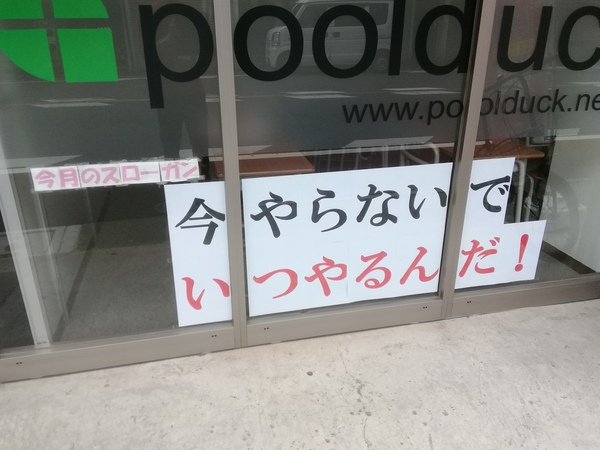 poolduc
www.poolduck.ne
今月のスローガン
今やらないで
いつやるんだ!